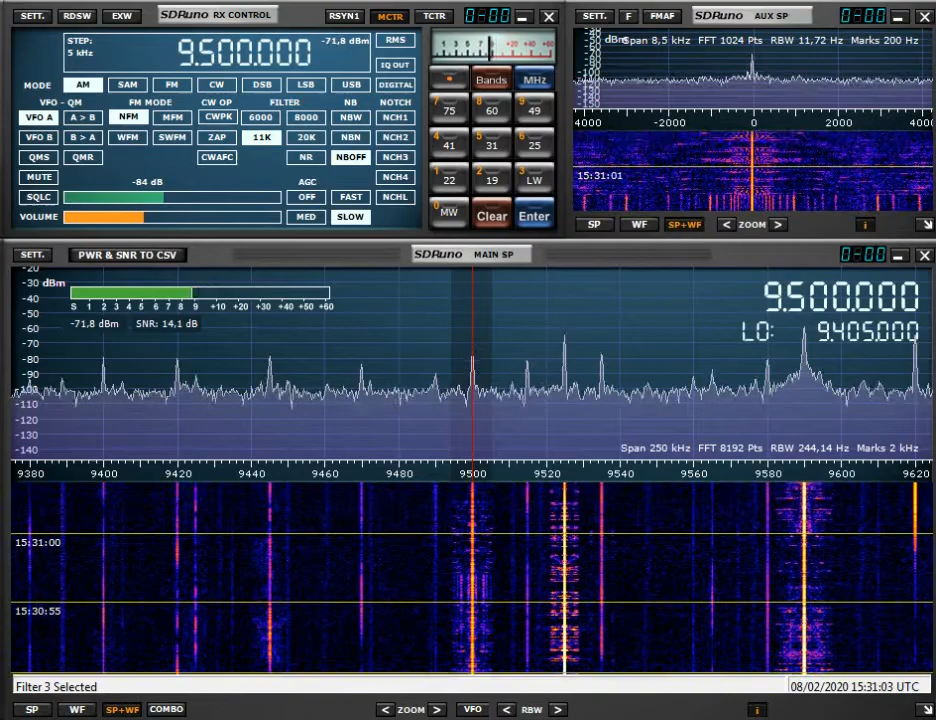 SETT. RDSW EXW SDRuno RX CONTROL RSYN1 MCTR TCTR 0-00
STEP:
5 kHz
9.500.000
-71,8 dBm
RMS
IQ OUT
MODE AM SAM FM CW DSB LSB USB DIGITAL
VFO - QM FM MODE CW OP FILTER NB NOTCH
VFO A A > B NFM MFM CWPK 6000 8000 NBW NCH1
VFO B B > A WFM SWFM ZAP 11K 20K NBN NCH2
QMS QMR CWAFC NR NBOFF NCH3
MUTE -84 dB AGC NCH4
SQLC OFF FAST NCHL
VOLUME MED SLOW
1 3 5 7 9 +20 +40 +60
Bands MHz
7 75 8 60 9 49
4 41 5 31 6 25
1 22 2 19 3 LW
0 MW Clear Enter
SETT. F FMAF SDRuno AUX SP 0-00
dBm Span 8,5 kHz FFT 1024 Pts RBW 11,72 Hz Marks 200 Hz
4000 -2000 0 2000 4000
15:31:01
SP WF SP+WF < ZOOM > i
SETT. PWR & SNR TO CSV SDRuno MAIN SP 0-00
-20
-30 dBm
-40
-50
-60
-70
-80
-90
-100
-110
-120
-130
-140
S 1 2 3 4 5 6 7 8 9 +10 +20 +30 +40 +50 +60
-71,8 dBm SNR: 14,1 dB
9.500.000
LO: 9.405.000
Span 250 kHz FFT 8192 Pts RBW 244,14 Hz Marks 2 kHz
9380 9400 9420 9440 9460 9480 9500 9520 9540 9560 9580 9600 9620
15:31:00
15:30:55
Filter 3 Selected 08/02/2020 15:31:03 UTC
SP WF SP+WF COMBO < ZOOM > VFO < RBW > i